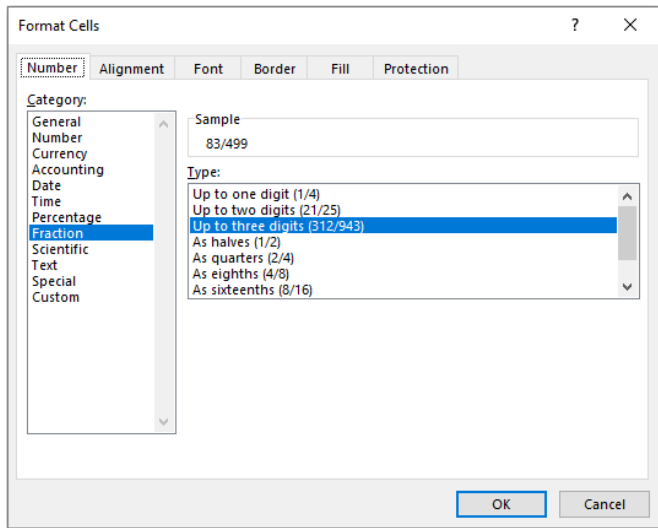 Format Cells
?
Number Alignment Font Border Fill Protection
Category:
General
Number
Currency
Accounting
Date
Time
Percentage
Fraction
Scientific
Text
Special
Custom
Sample
83/499
Type:
Up to one digit (1/4)
Up to two digits (21/25)
Up to three digits (312/943)
As halves (1/2)
As quarters (2/4)
As eighths (4/8)
As sixteenths (8/16)
OK Cancel